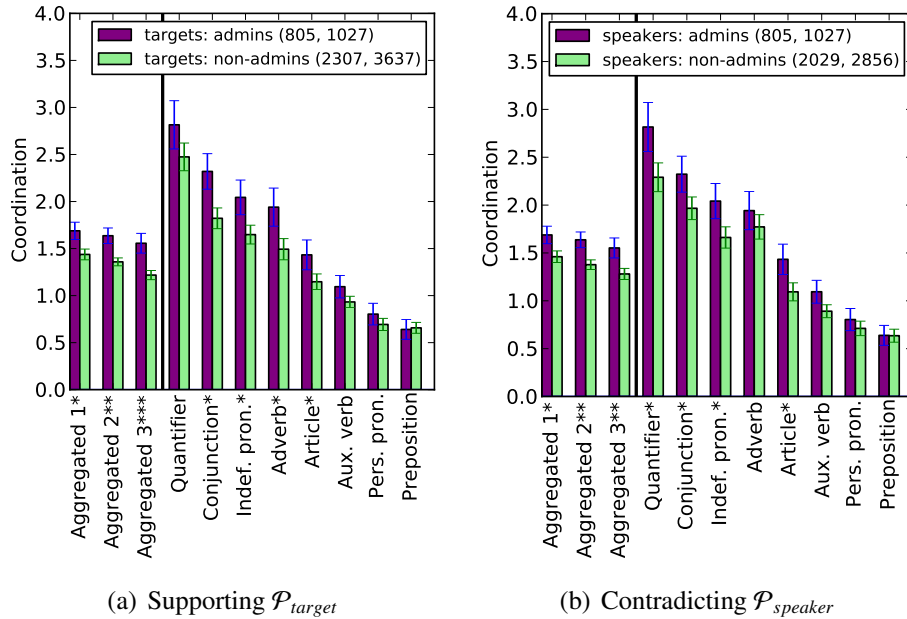 targets: admins (805, 1027)
targets: non-admins (2307, 3637)
Coordination
4.0
3.5
3.0
2.5
2.0
1.5
1.0
0.5
0.0
Aggregated 1*
Aggregated 2**
Aggregated 3***
Quantifier
Conjunction*
Indef. pron.*
Adverb*
Article*
Aux. verb
Pers. pron.
Preposition
(a) Supporting 𝒫target
speakers: admins (805, 1027)
speakers: non-admins (2029, 2856)
Coordination
4.0
3.5
3.0
2.5
2.0
1.5
1.0
0.5
0.0
Aggregated 1*
Aggregated 2**
Aggregated 3**
Quantifier*
Conjunction*
Indef. pron.*
Adverb
Article*
Aux. verb
Pers. pron.
Preposition
(b) Contradicting 𝒫speaker